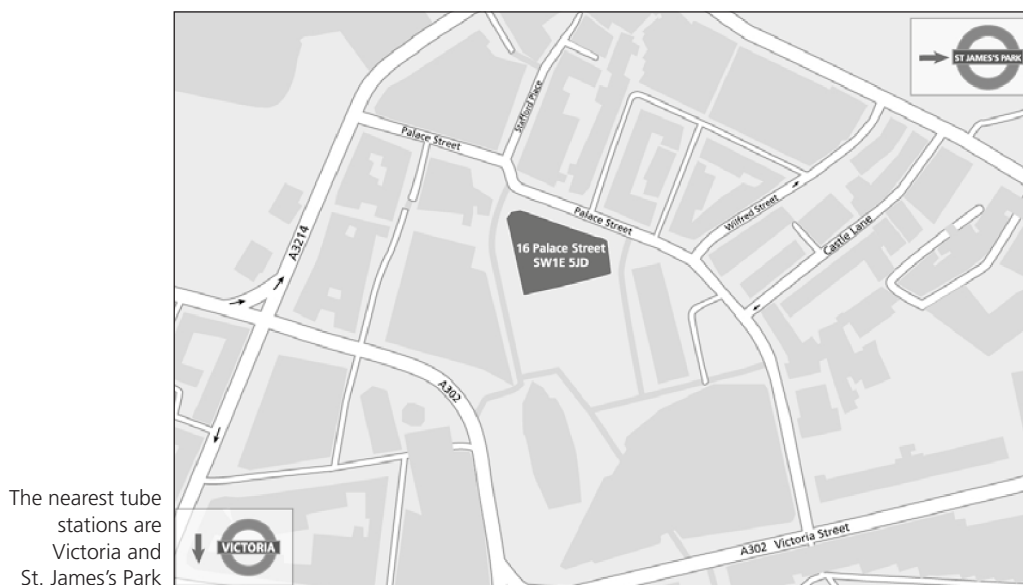 ST JAMES'S PARK
Stafford Place
Palace Street
Palace Street
Wilfred Street
Castle Lane
A3214
16 Palace Street
SW1E 5JD
A302
A302 Victoria Street
VICTORIA
The nearest tube
stations are
Victoria and
St. James's Park